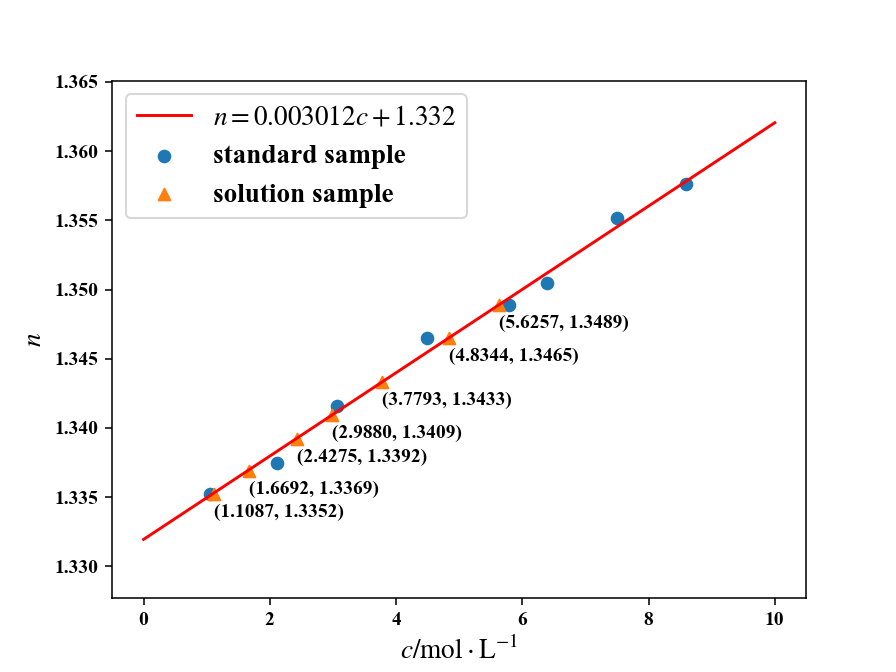 n = 0.003012c + 1.332
standard sample
solution sample
1.365
1.360
1.355
1.350
1.345
1.340
1.335
1.330
n
(5.6257, 1.3489)
(4.8344, 1.3465)
(3.7793, 1.3433)
(2.9880, 1.3409)
(2.4275, 1.3392)
(1.6692, 1.3369)
(1.1087, 1.3352)
0 2 4 6 8 10
c/mol · L⁻¹